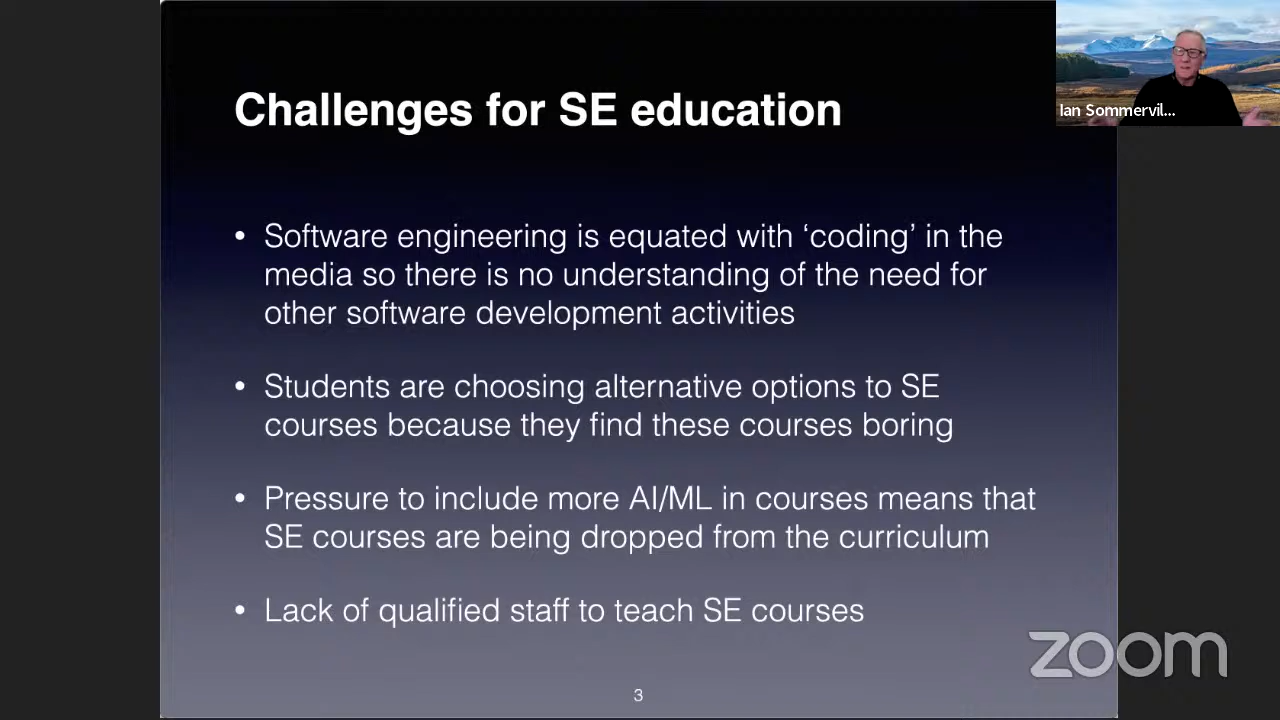 Challenges for SE education
Ian Sommervil...
• Software engineering is equated with ‘coding’ in the
media so there is no understanding of the need for
other software development activities
• Students are choosing alternative options to SE
courses because they find these courses boring
• Pressure to include more AI/ML in courses means that
SE courses are being dropped from the curriculum
• Lack of qualified staff to teach SE courses
zoom
3